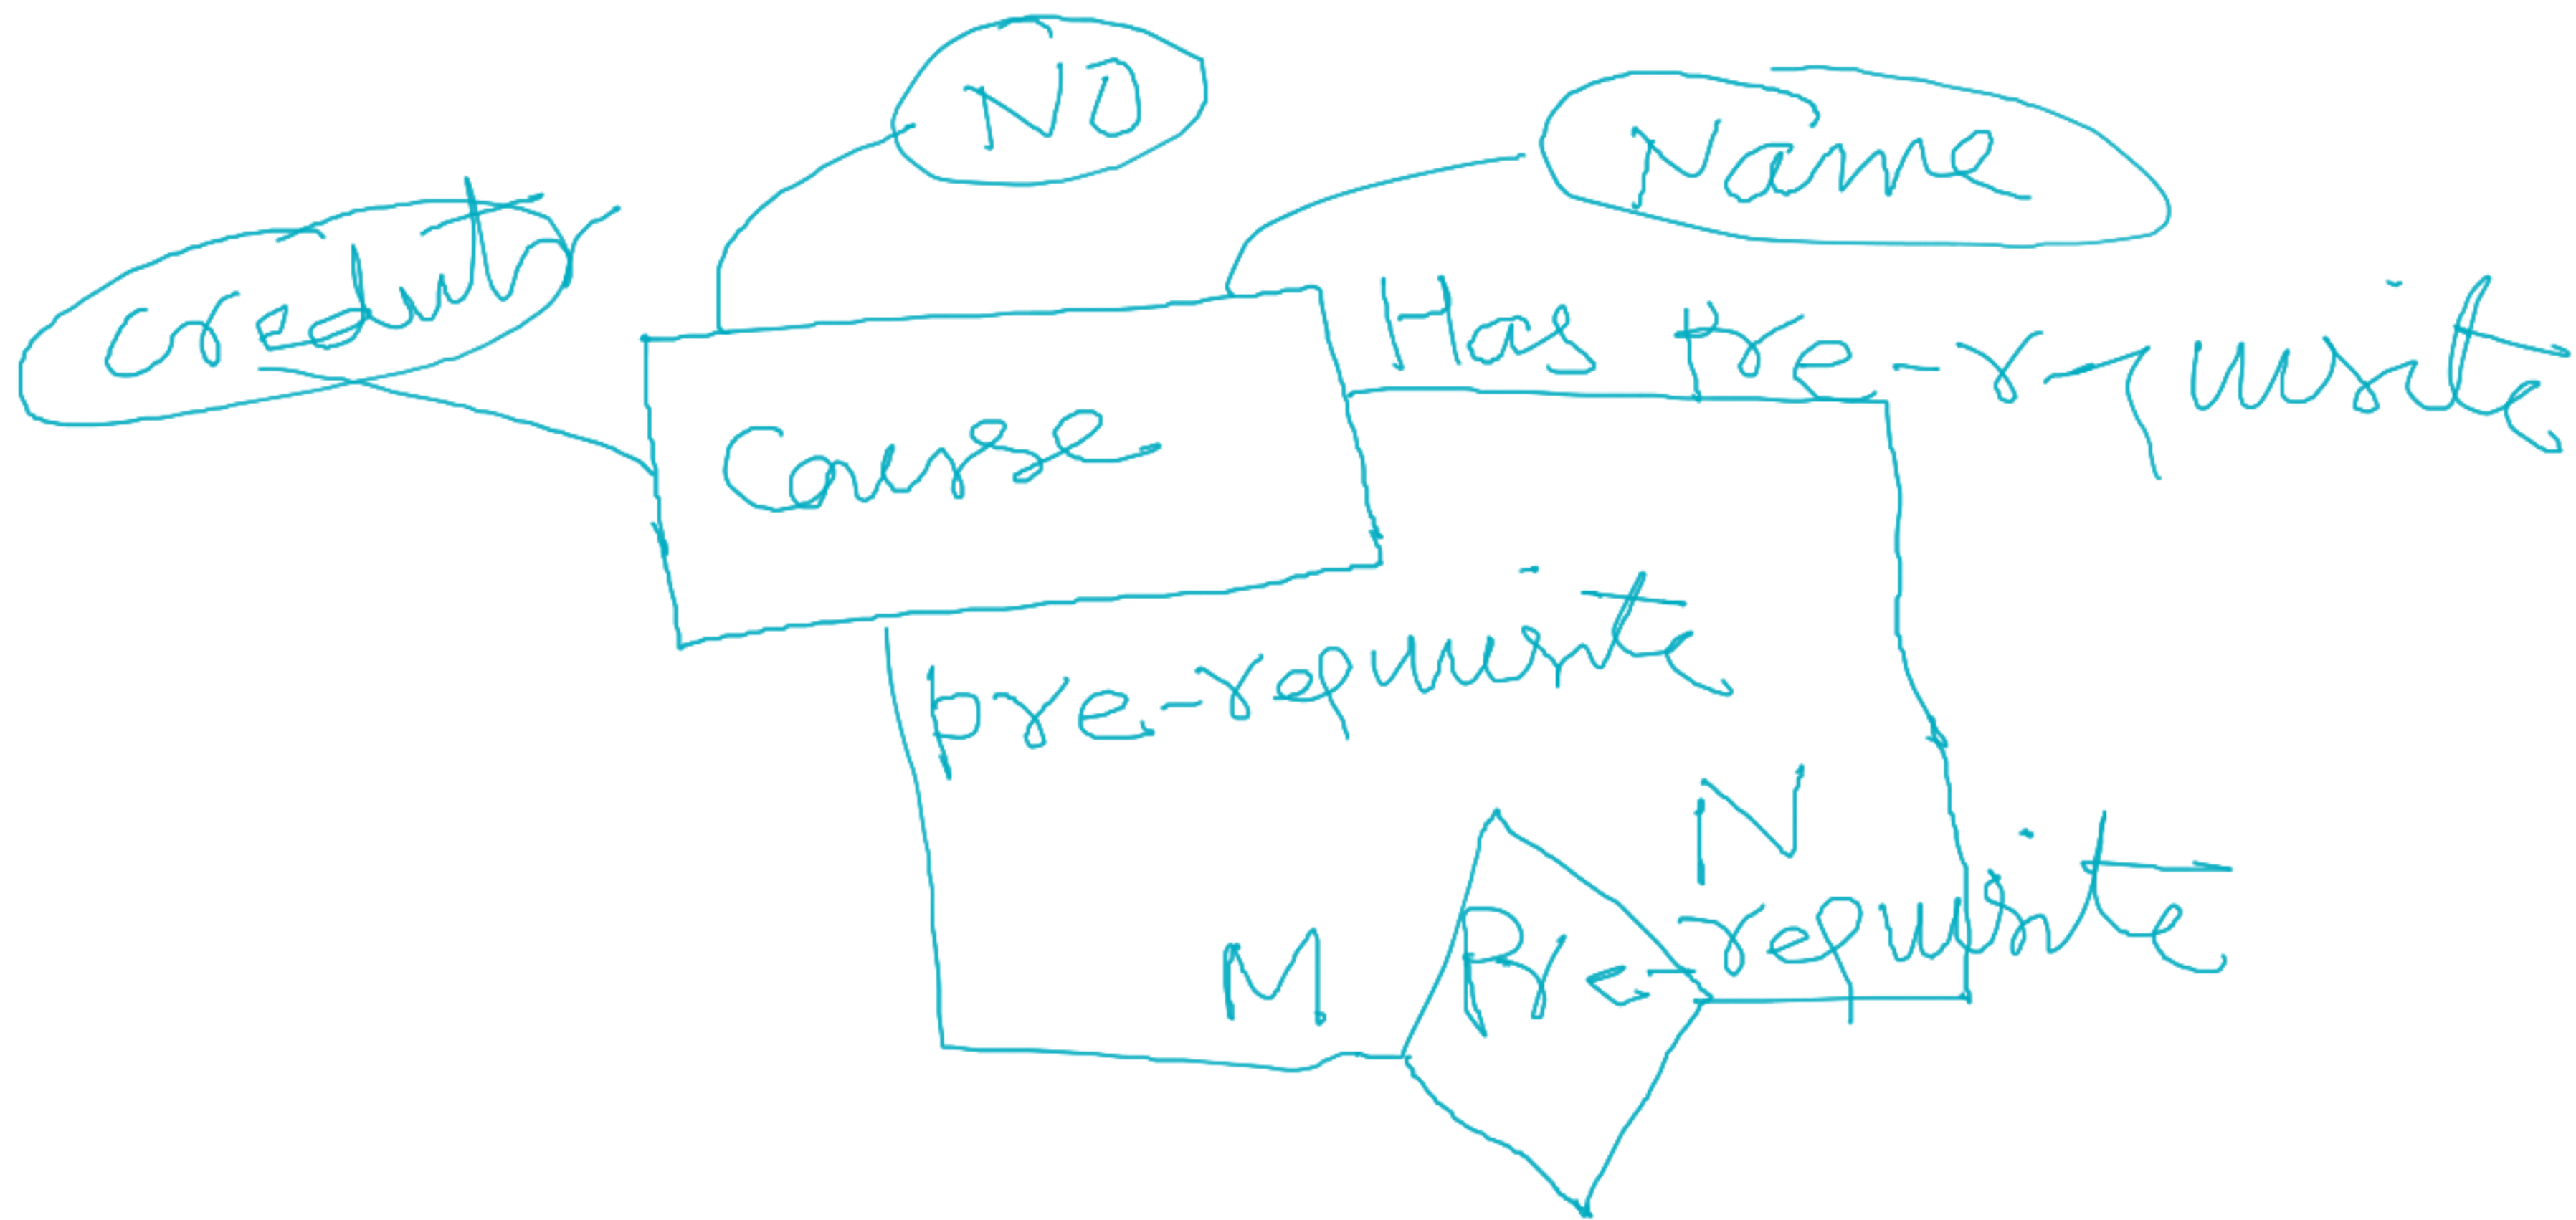 NO
Name
Credits
Has Pre-requisite
Course
pre-requisite
N
M
Pre-requisite